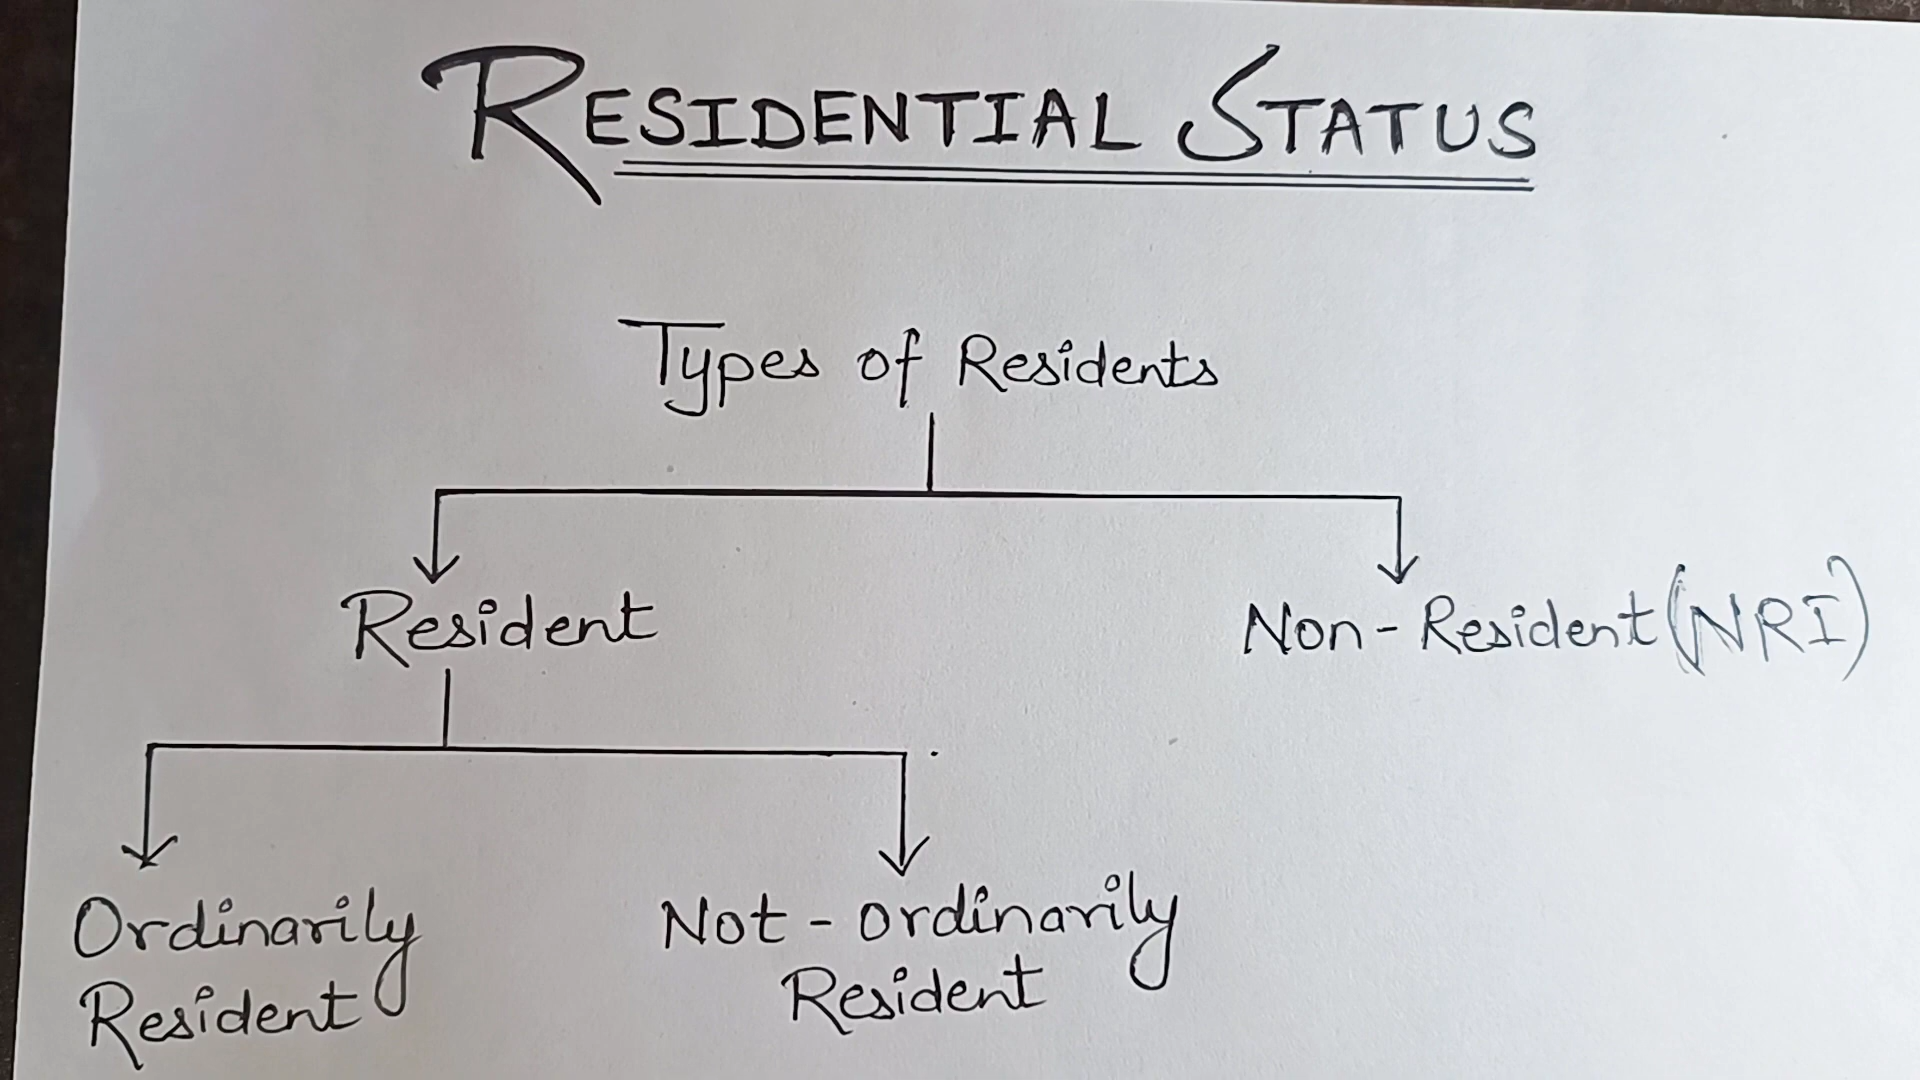 RESIDENTIAL STATUS
Types of Residents
Resident
Non-Resident (NRI)
Ordinarily
Resident
Not-ordinarily
Resident